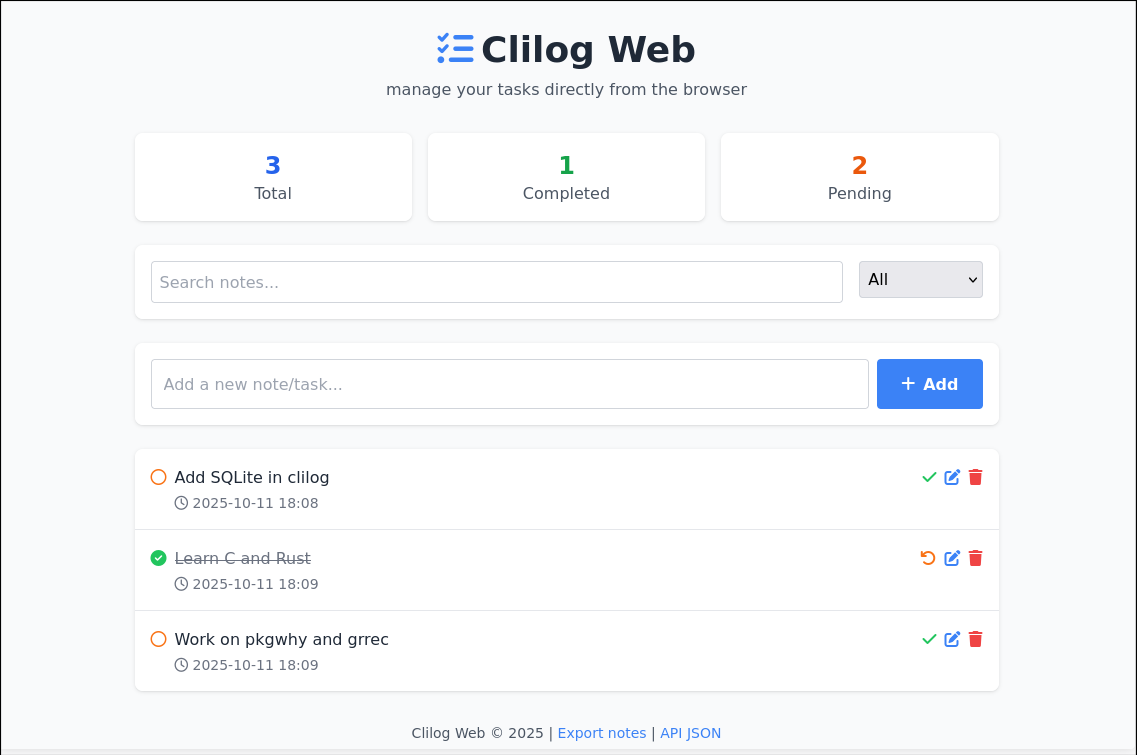 Clilog Web
manage your tasks directly from the browser
3
Total
1
Completed
2
Pending
Search notes...
All
Add a new note/task...
+ Add
Add SQLite in clilog
2025-10-11 18:08
Learn C and Rust
2025-10-11 18:09
Work on pkgwhy and grrec
2025-10-11 18:09
Clilog Web © 2025 | Export notes | API JSON